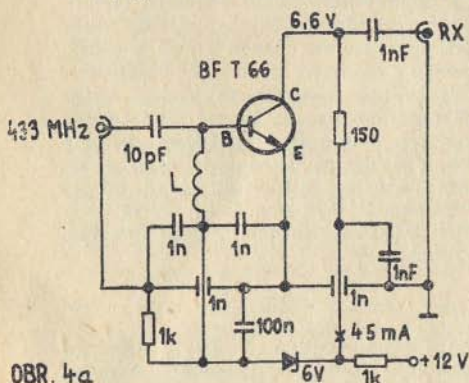 6,6 V
RX
1nF
BF T 66
C
433 MHz
B
E
150
10pF
L
1n
1n
1nF
1n
1n
1k
100n
45 mA
6V
1k
+12 V
OBR. 4a